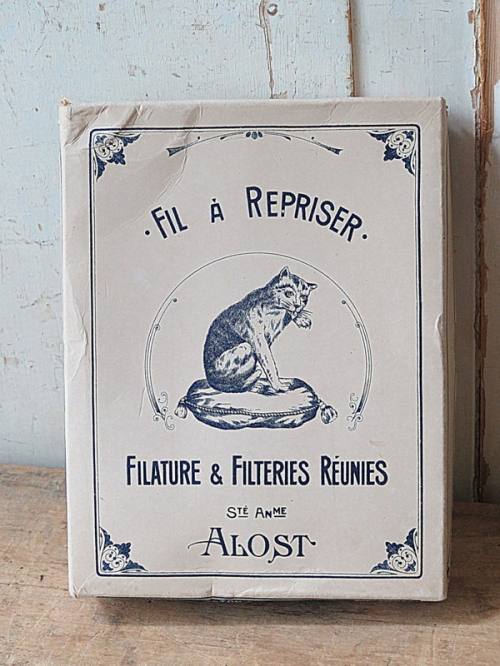 · FIL À REPRISER ·
FILATURE & FILTERIES RÉUNIES
STÉ ANME
ALOST